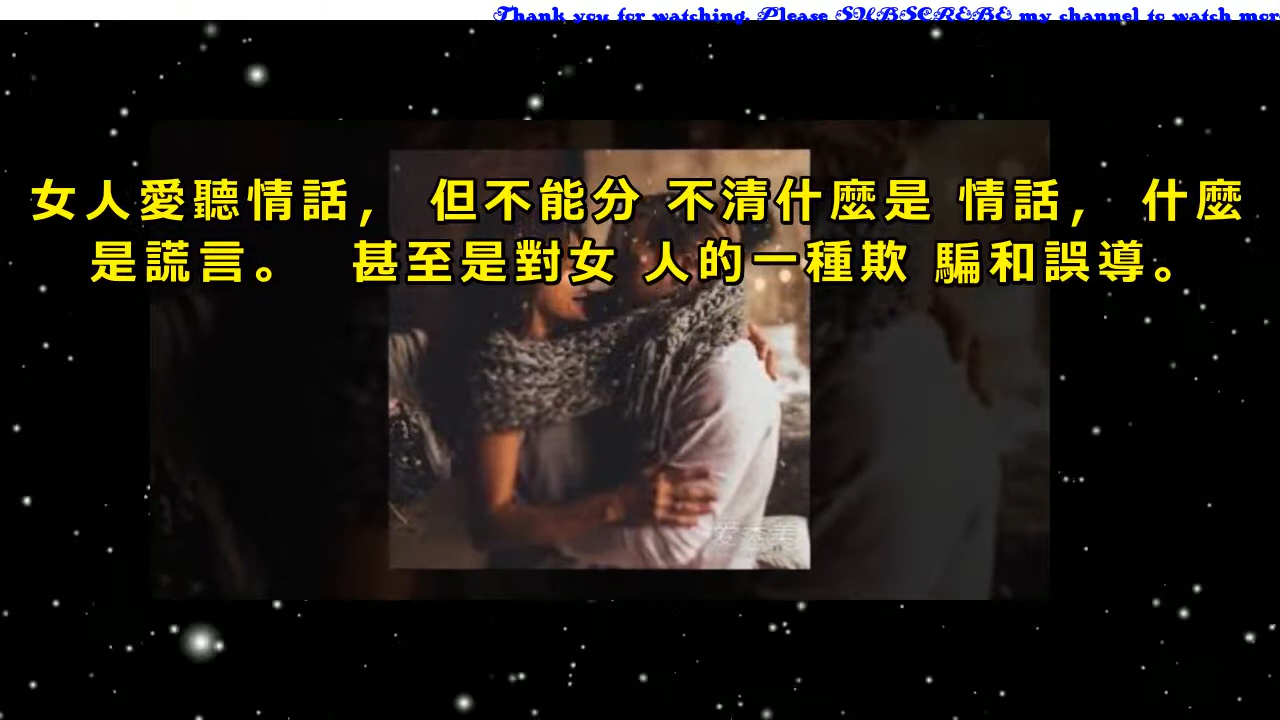 Thank you for watching. Please SUBSCREBE my channel to watch mor
女人愛聽情話， 但不能分 不清什麼是 情話， 什麼
是謊言。 甚至是對女 人的一種欺 騙和誤導。